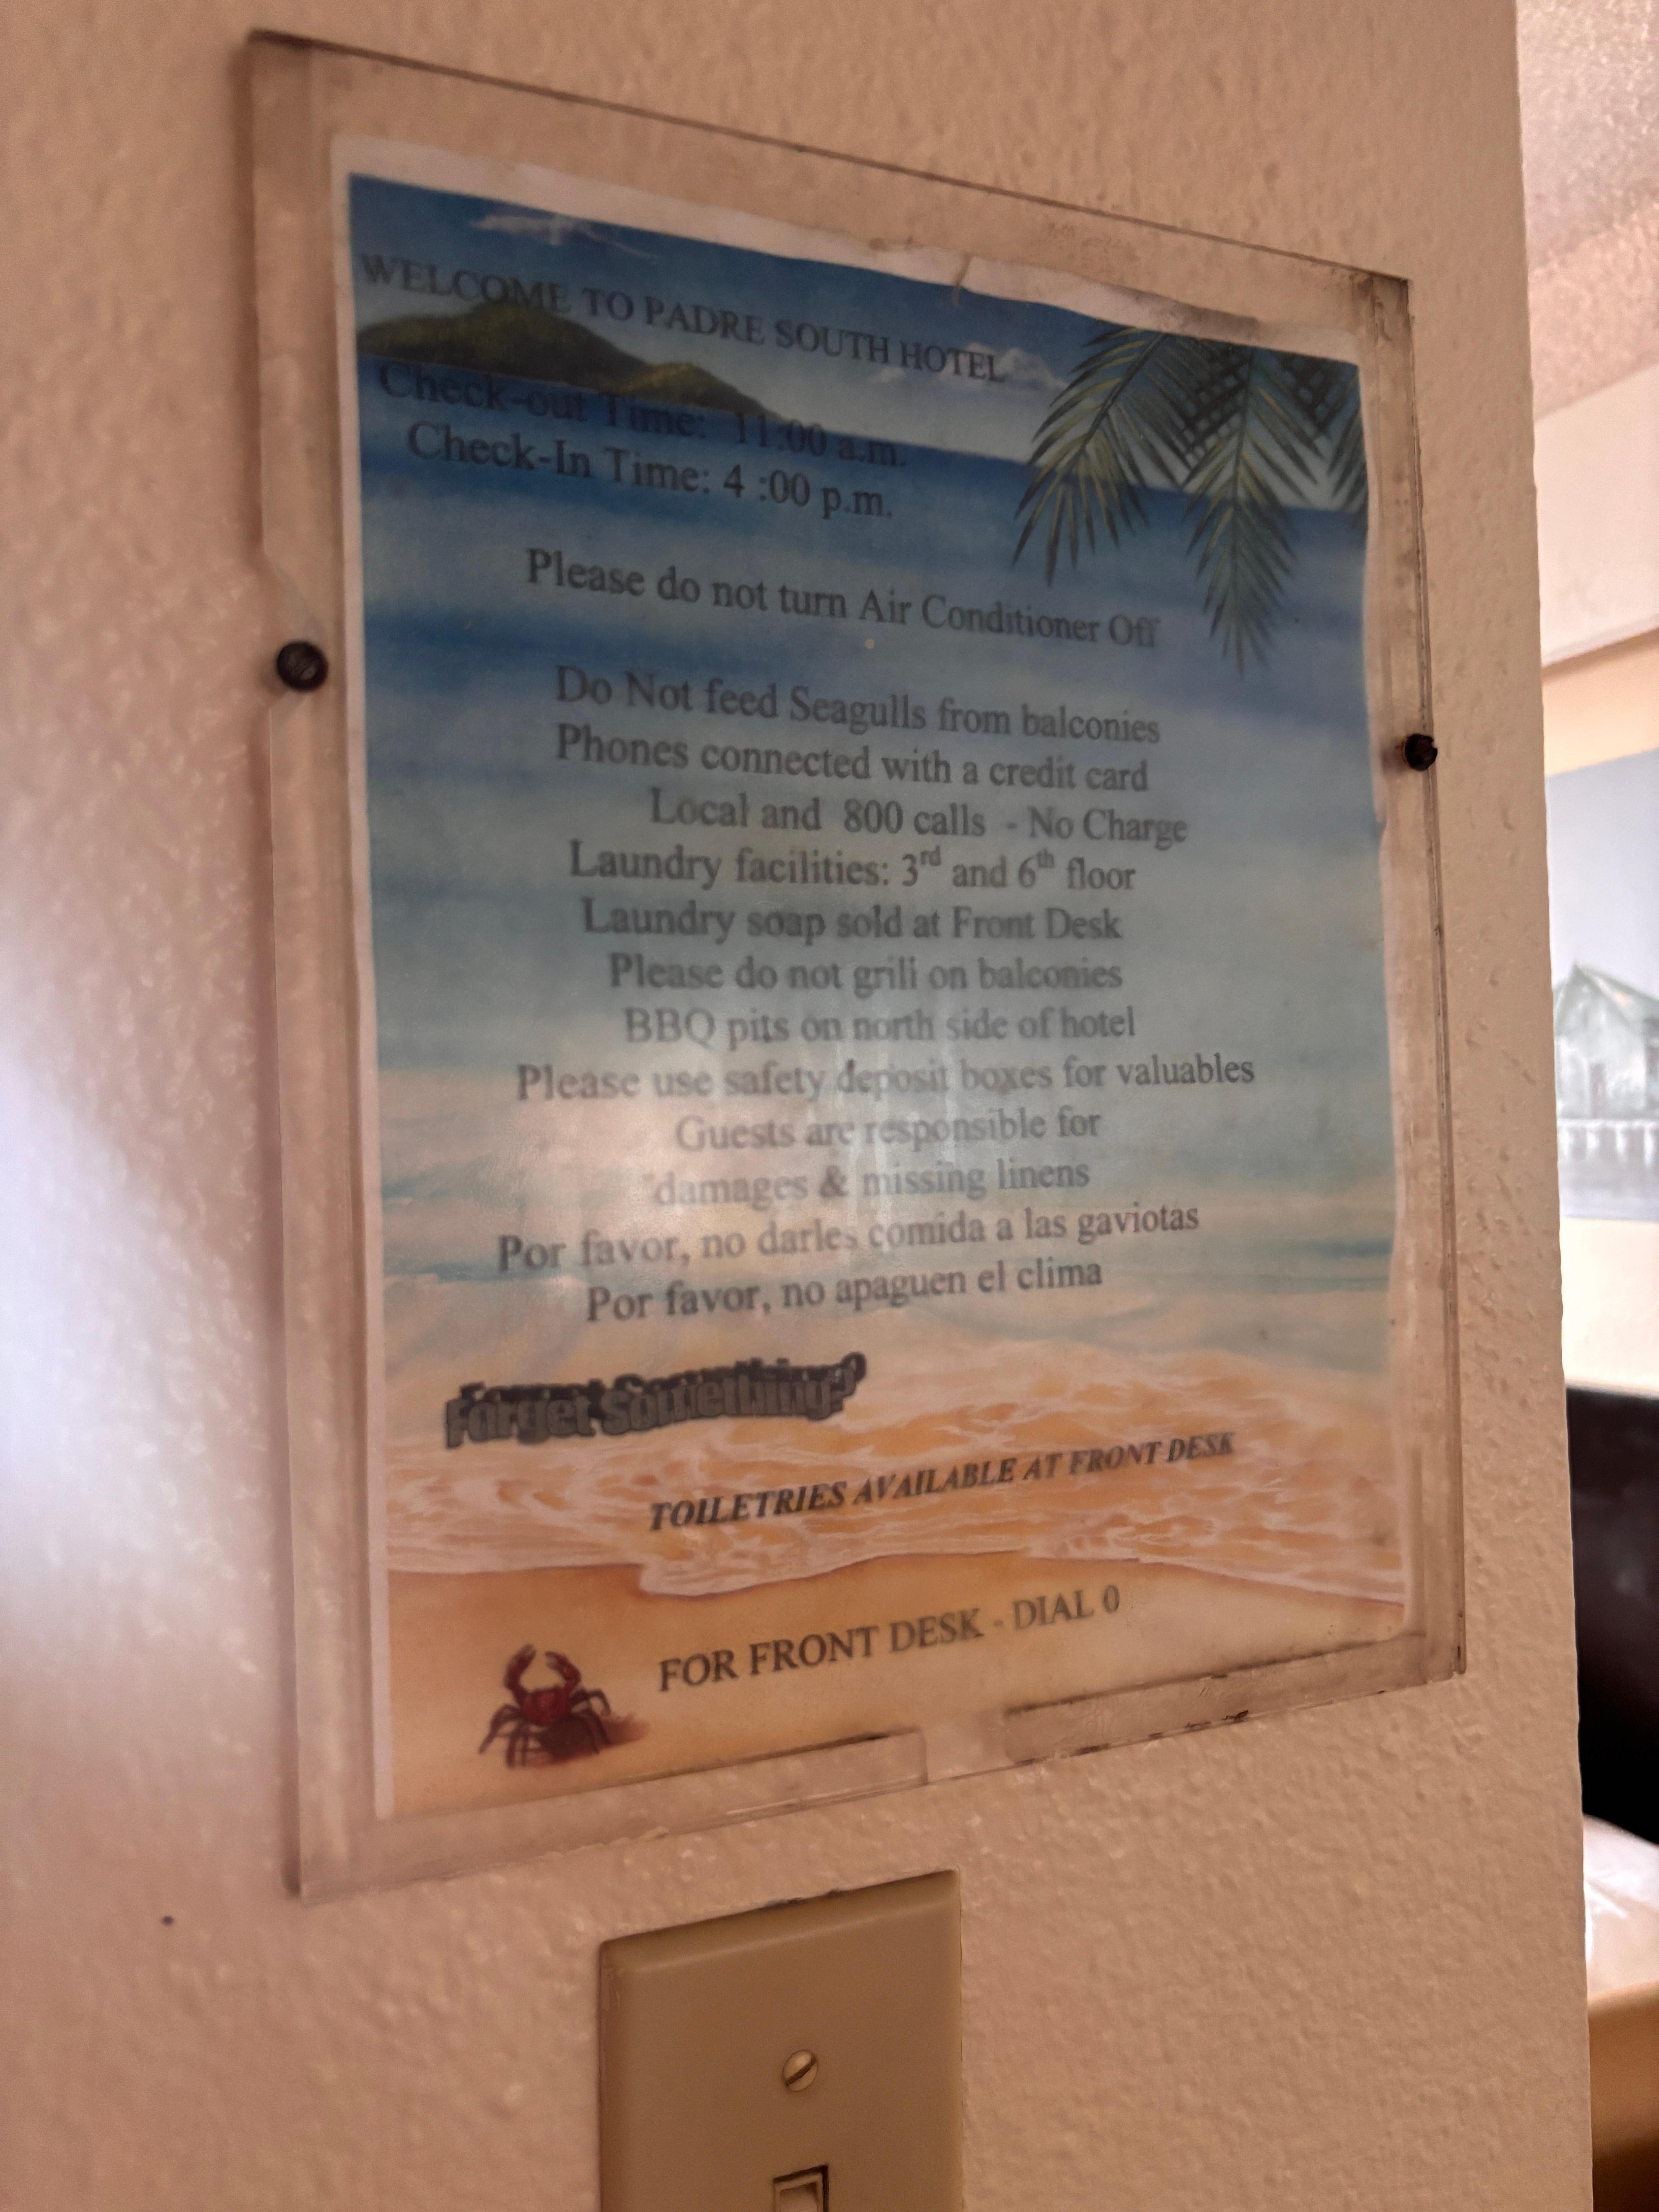 WELCOME TO PADRE SOUTH HOTEL
Check-out Time: 11:00 a.m.
Check-In Time: 4 :00 p.m.
Please do not turn Air Conditioner Off
Do Not feed Seagulls from balconies
Phones connected with a credit card
Local and 800 calls - No Charge
Laundry facilities: 3rd and 6th floor
Laundry soap sold at Front Desk
Please do not grill on balconies
BBQ pits on north side of hotel
Please use safety deposit boxes for valuables
Guests are responsible for
damages & missing linens
Por favor, no darles comida a las gaviotas
Por favor, no apaguen el clima
Forget Something?
TOILETRIES AVAILABLE AT FRONT DESK
FOR FRONT DESK - DIAL 0